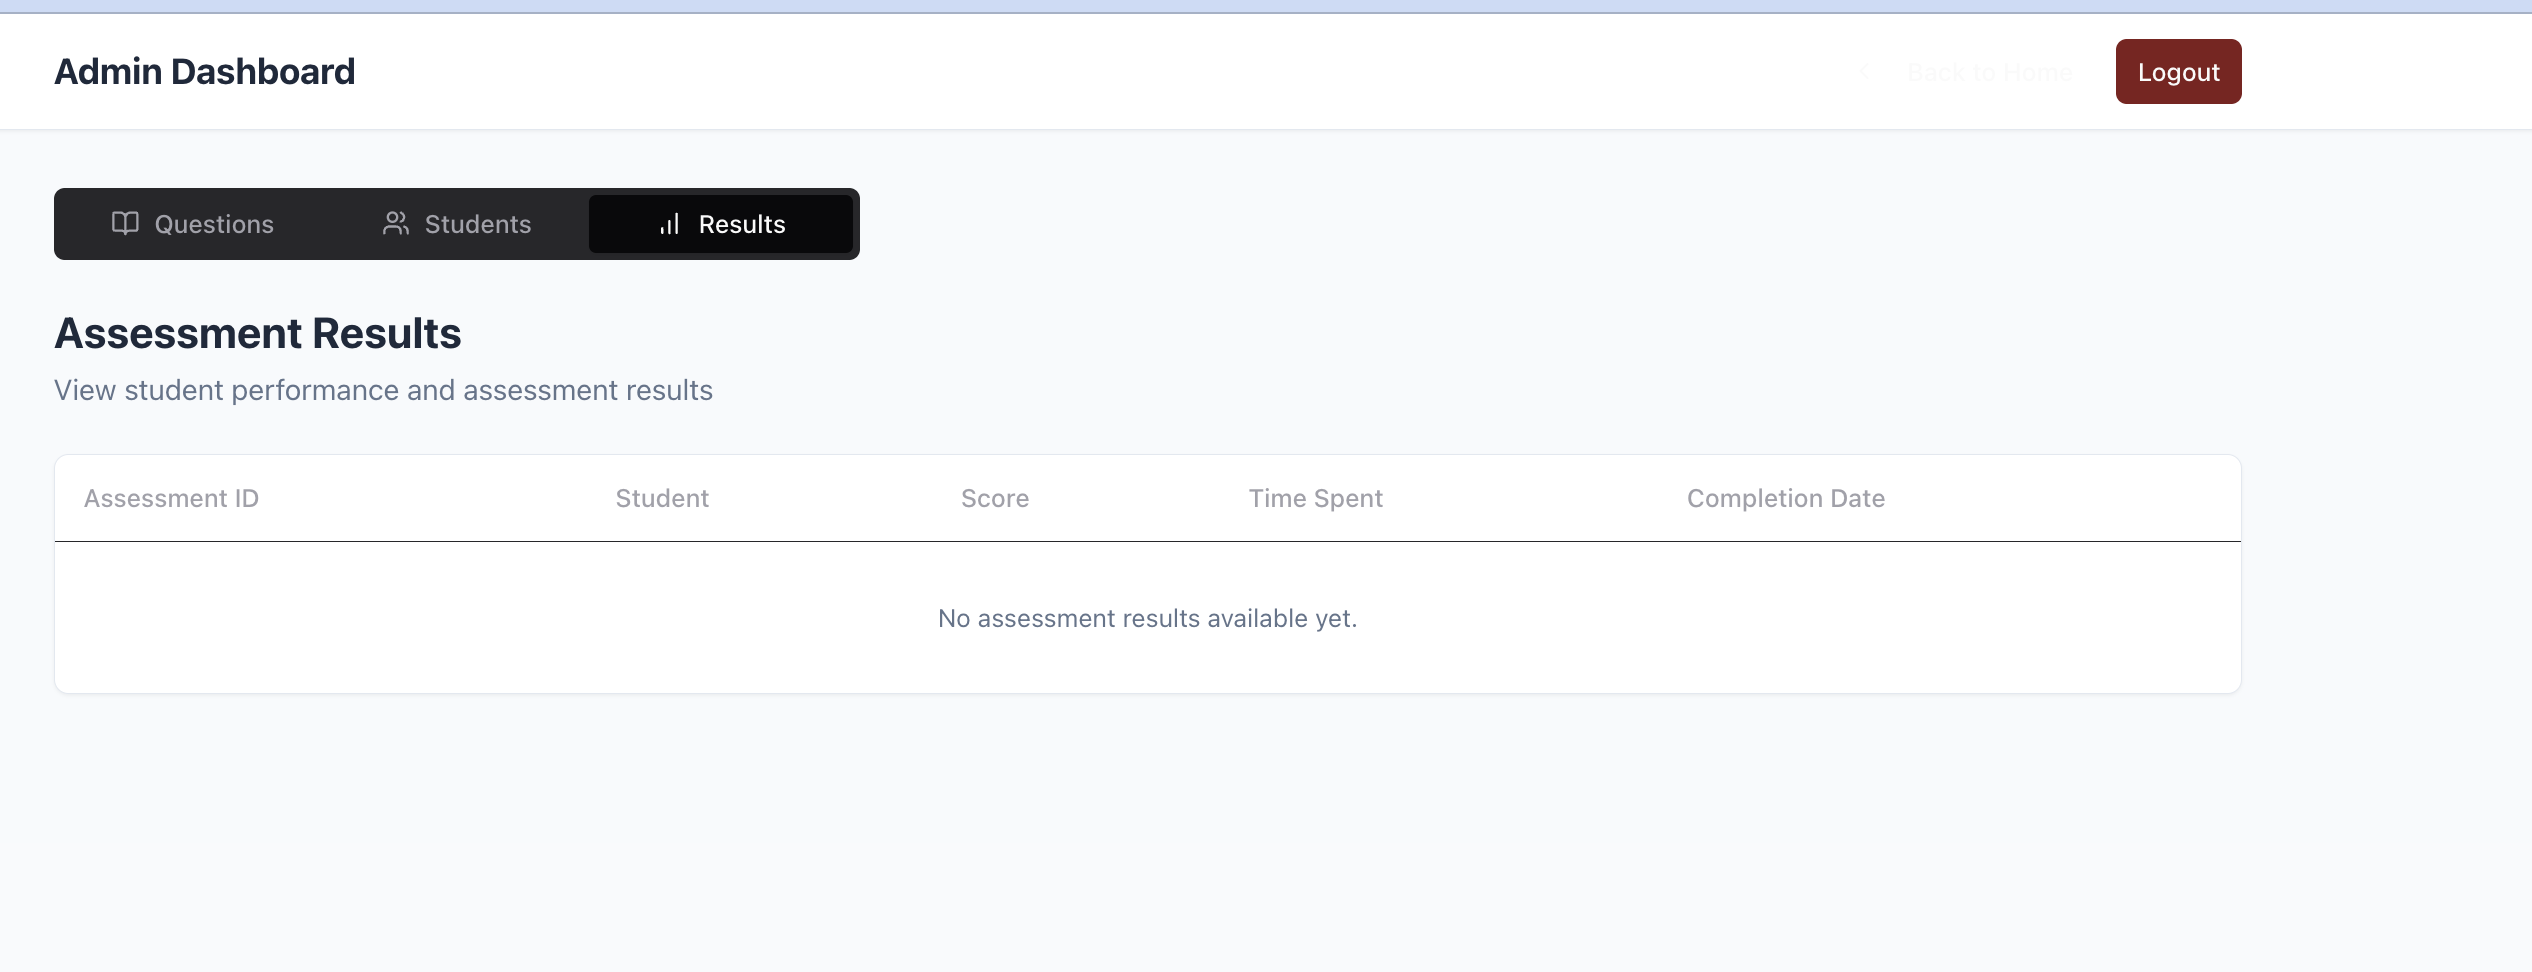 Admin Dashboard
Back to Home
Logout
Questions
Students
Results
Assessment Results
View student performance and assessment results
Assessment ID Student Score Time Spent Completion Date
No assessment results available yet.